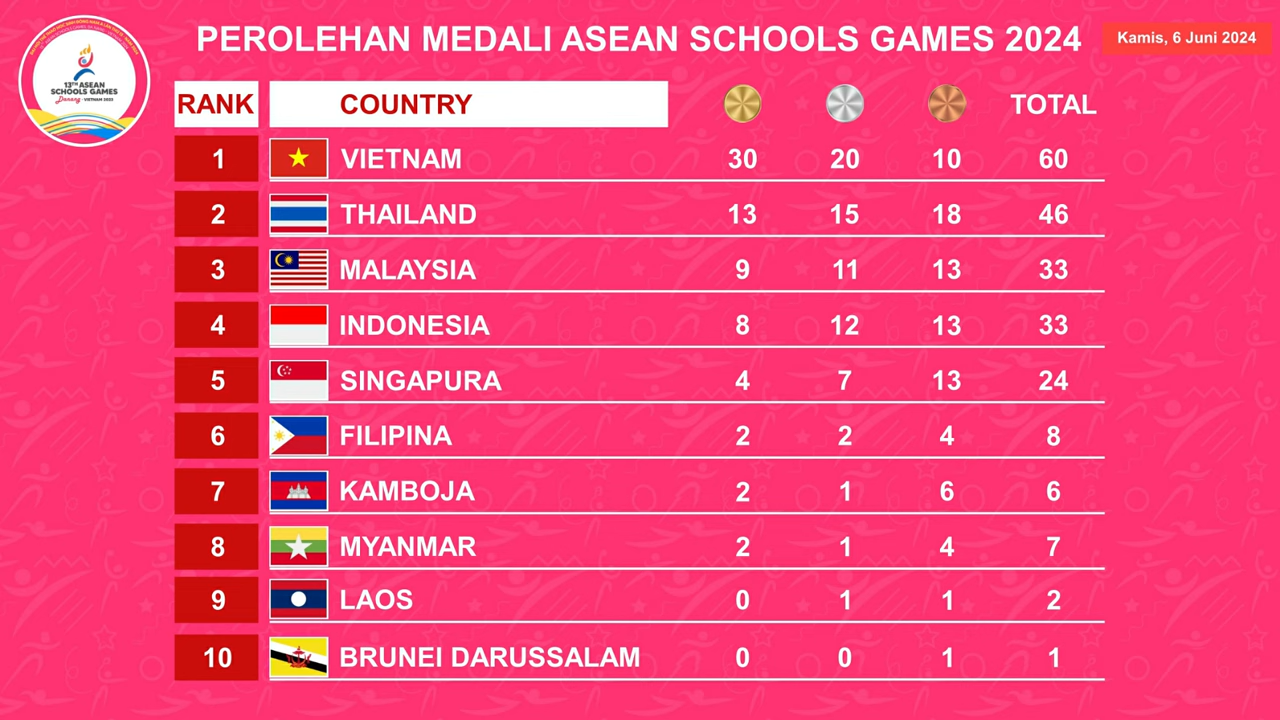 PEROLEHAN MEDALI ASEAN SCHOOLS GAMES 2024
Kamis, 6 Juni 2024
13TH ASEAN
SCHOOLS GAMES
Danang - VIETNAM 2023
RANK COUNTRY TOTAL
1 VIETNAM 30 20 10 60
2 THAILAND 13 15 18 46
3 MALAYSIA 9 11 13 33
4 INDONESIA 8 12 13 33
5 SINGAPURA 4 7 13 24
6 FILIPINA 2 2 4 8
7 KAMBOJA 2 1 6 6
8 MYANMAR 2 1 4 7
9 LAOS 0 1 1 2
10 BRUNEI DARUSSALAM 0 0 1 1